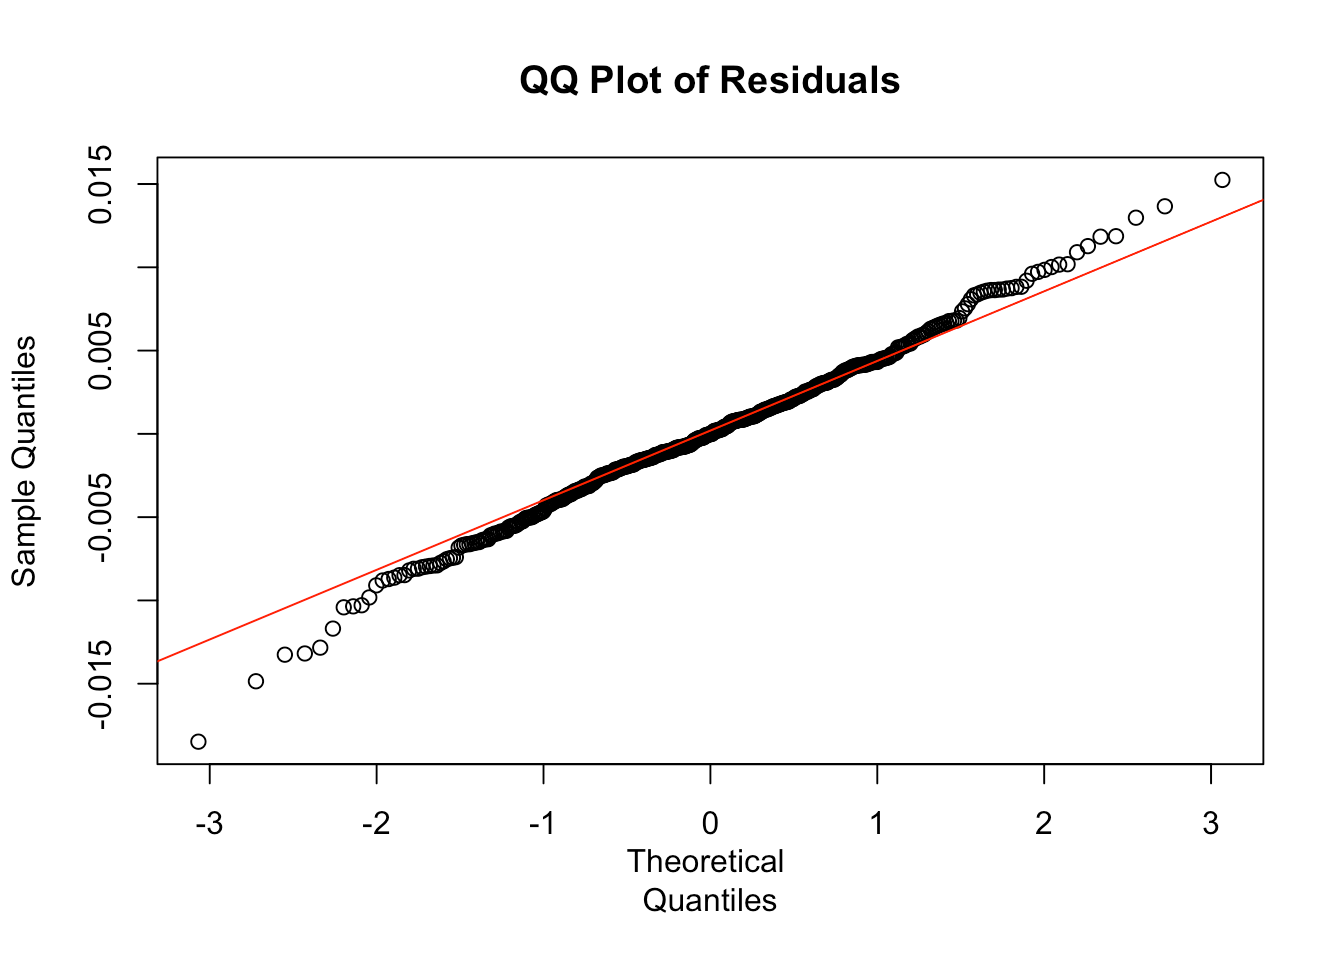 QQ Plot of Residuals
0.015
0.005
-0.005
-0.015
Sample Quantiles
-3 -2 -1 0 1 2 3
Theoretical
Quantiles